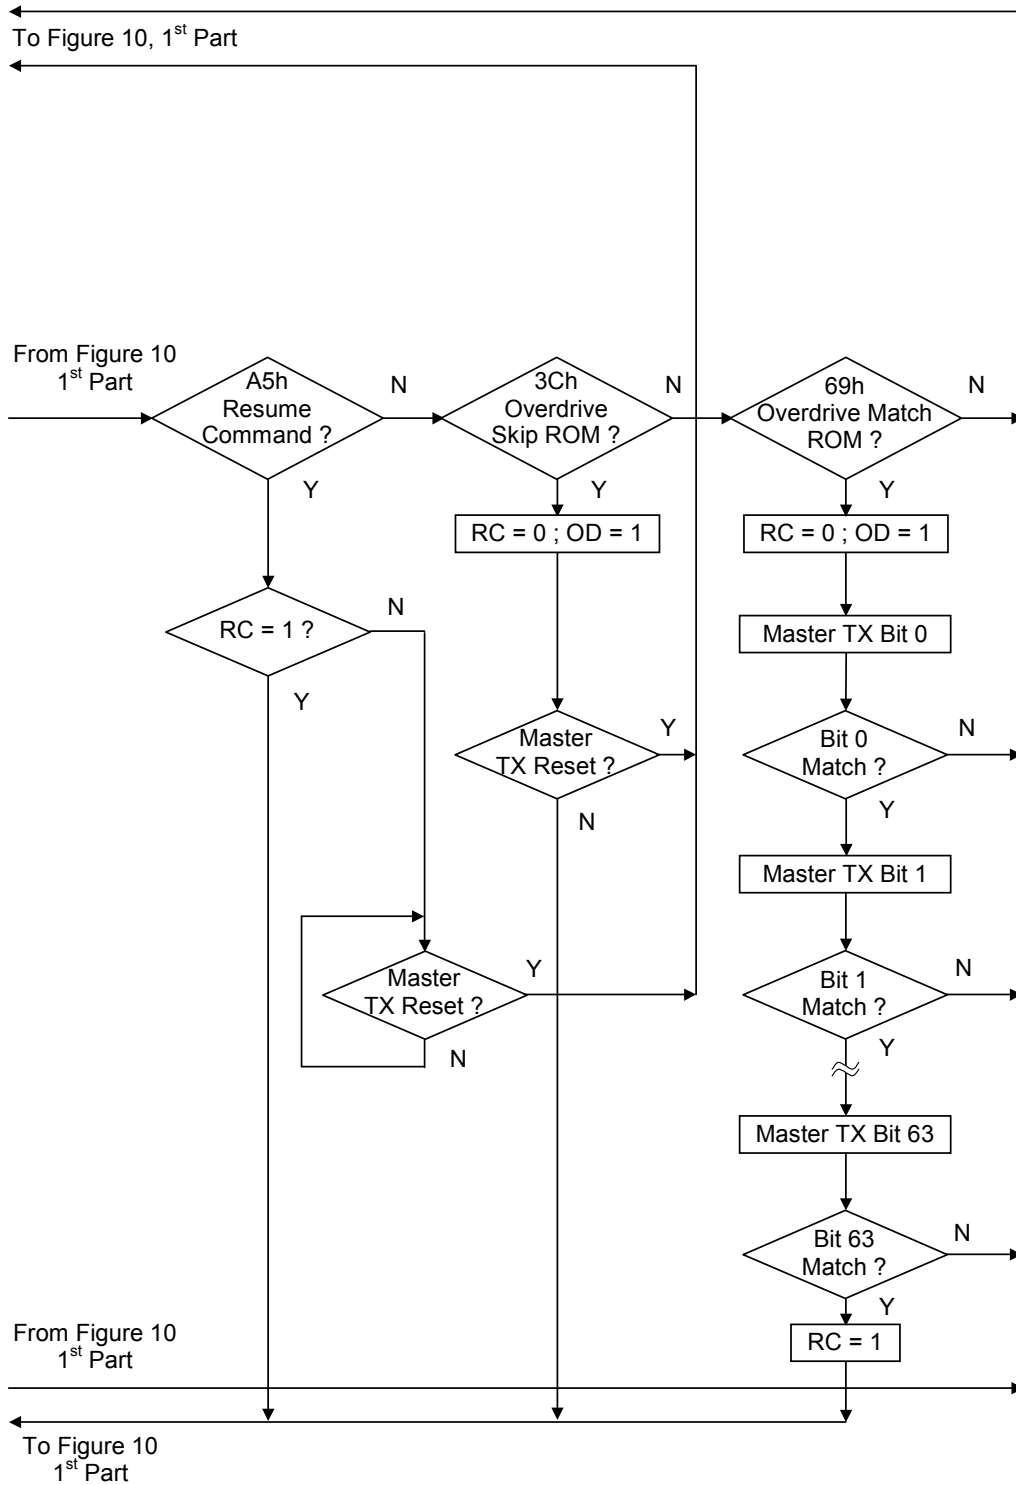 To Figure 10, 1st Part
From Figure 10
1st Part
A5h
Resume
Command ?
N
Y
3Ch
Overdrive
Skip ROM ?
N
Y
69h
Overdrive Match
ROM ?
N
Y
RC = 0 ; OD = 1
RC = 0 ; OD = 1
RC = 1 ?
N
Y
Master TX Bit 0
Master
TX Reset ?
Y
N
Bit 0
Match ?
N
Y
Master TX Bit 1
Master
TX Reset ?
Y
N
Bit 1
Match ?
N
Y
Master TX Bit 63
Bit 63
Match ?
N
Y
RC = 1
From Figure 10
1st Part
To Figure 10
1st Part